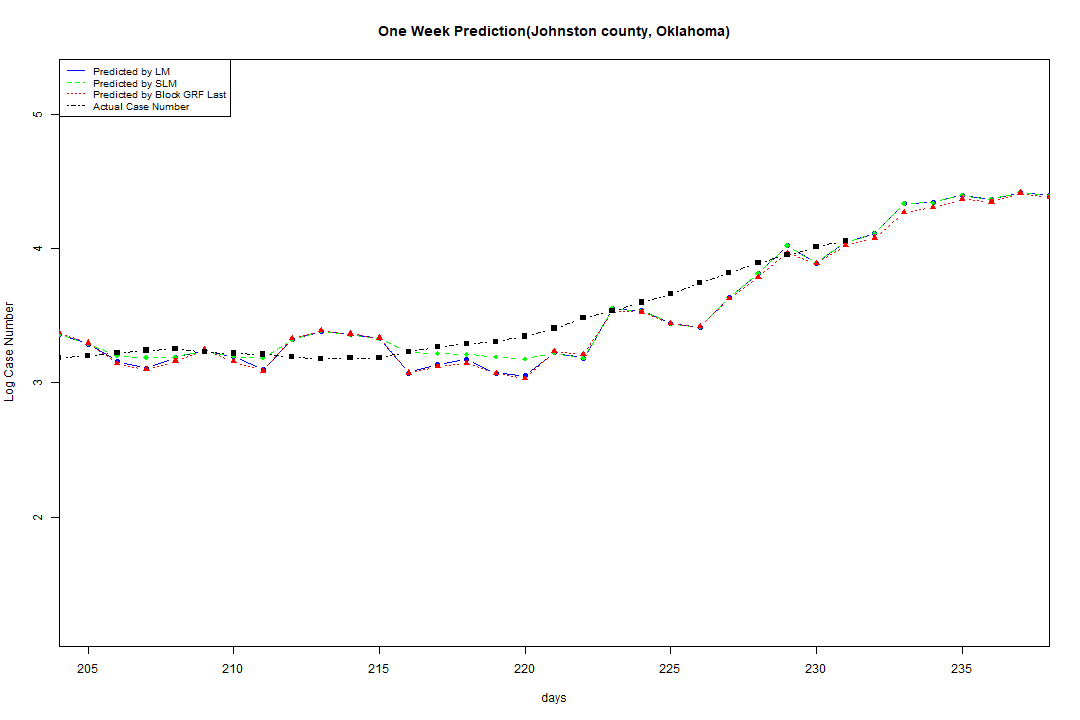 One Week Prediction(Johnston county, Oklahoma)
Predicted by LM
Predicted by SLM
Predicted by Block GRF Last
Actual Case Number
5
4
3
2
Log Case Number
205 210 215 220 225 230 235
days